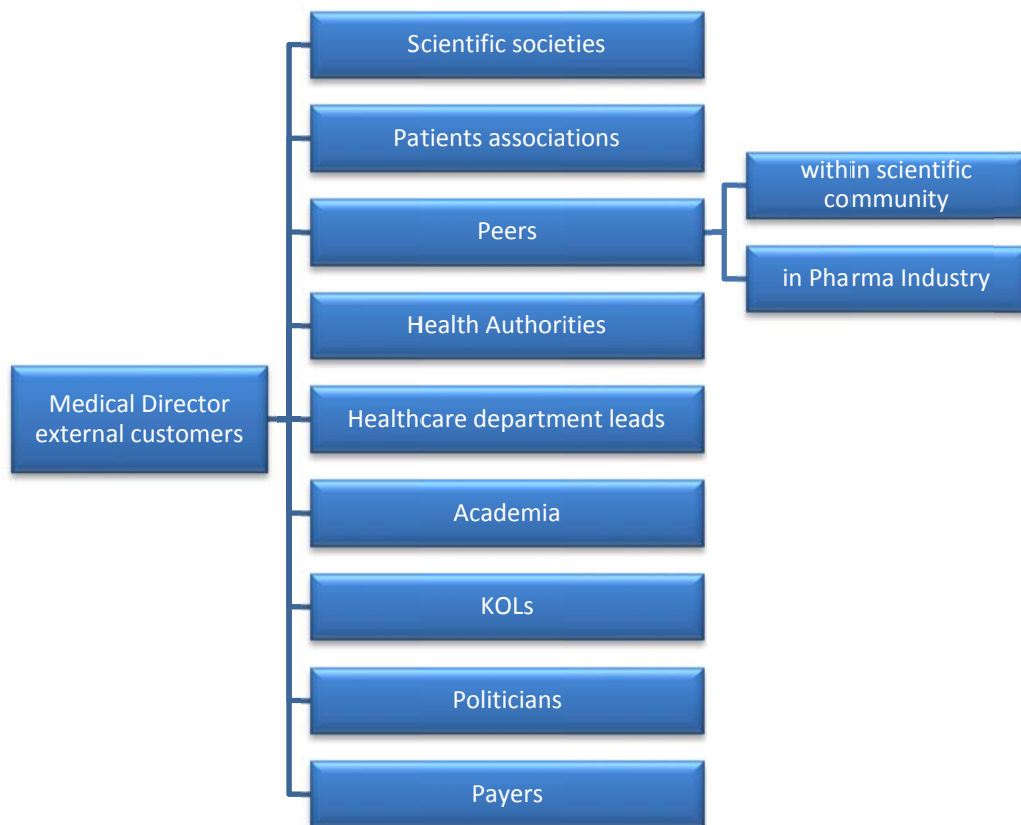 Scientific societies
Patients associations
within scientific
community
Peers
in Pharma Industry
Health Authorities
Medical Director
external customers
Healthcare department leads
Academia
KOLs
Politicians
Payers